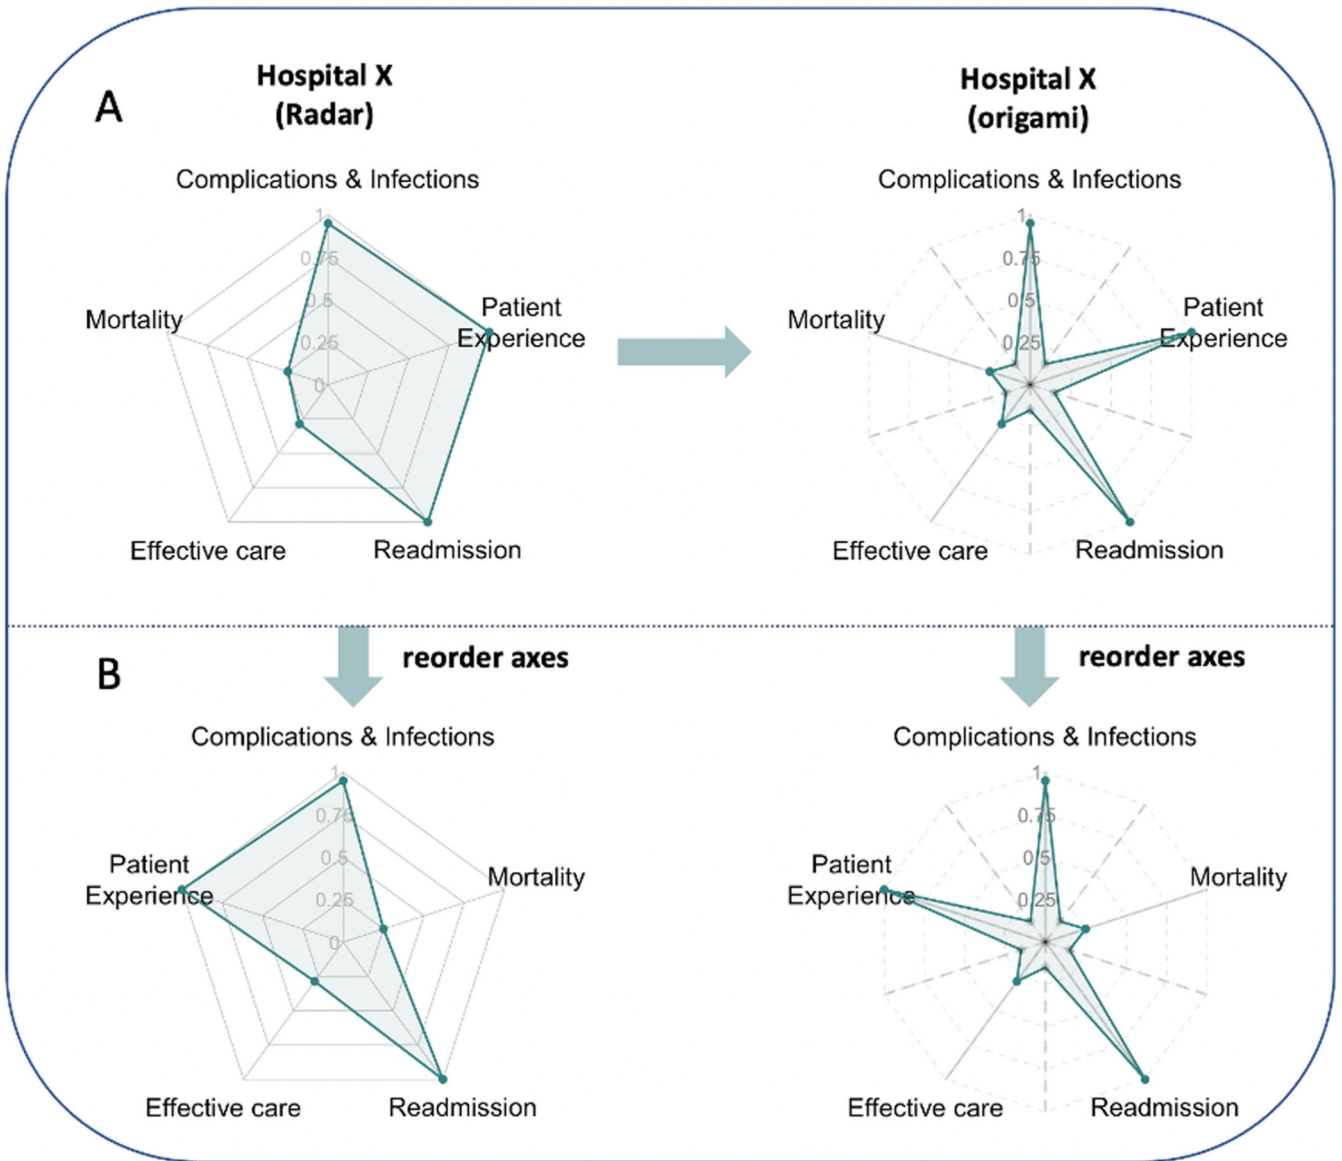 A
Hospital X
(Radar)
Complications & Infections
1
0.75
0.5
0.25
0
Patient
Experience
Mortality
Effective care
Readmission
Hospital X
(origami)
Complications & Infections
1
0.75
0.5
0.25
Patient
Experience
Mortality
Effective care
Readmission
B
reorder axes
reorder axes
Complications & Infections
1
0.75
0.5
0.25
0
Patient
Experience
Mortality
Effective care
Readmission
Complications & Infections
1
0.75
0.5
0.25
Patient
Experience
Mortality
Effective care
Readmission